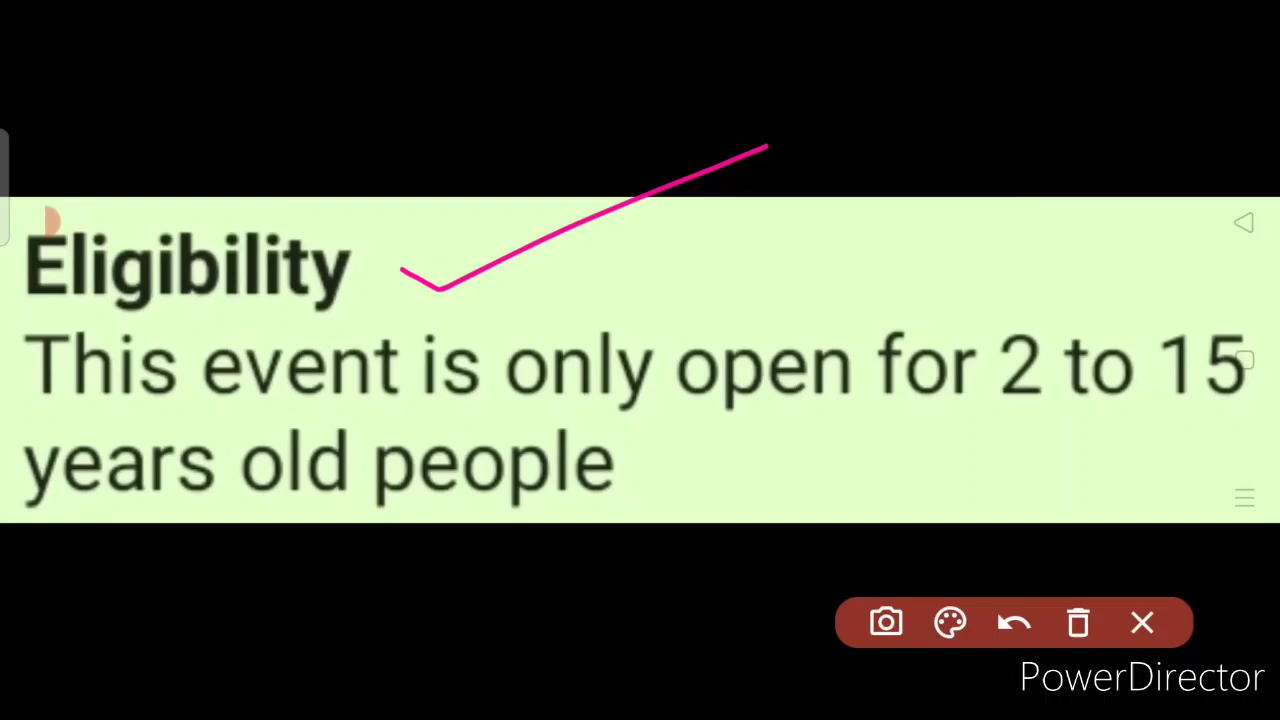 Eligibility
This event is only open for 2 to 15
years old people
PowerDirector